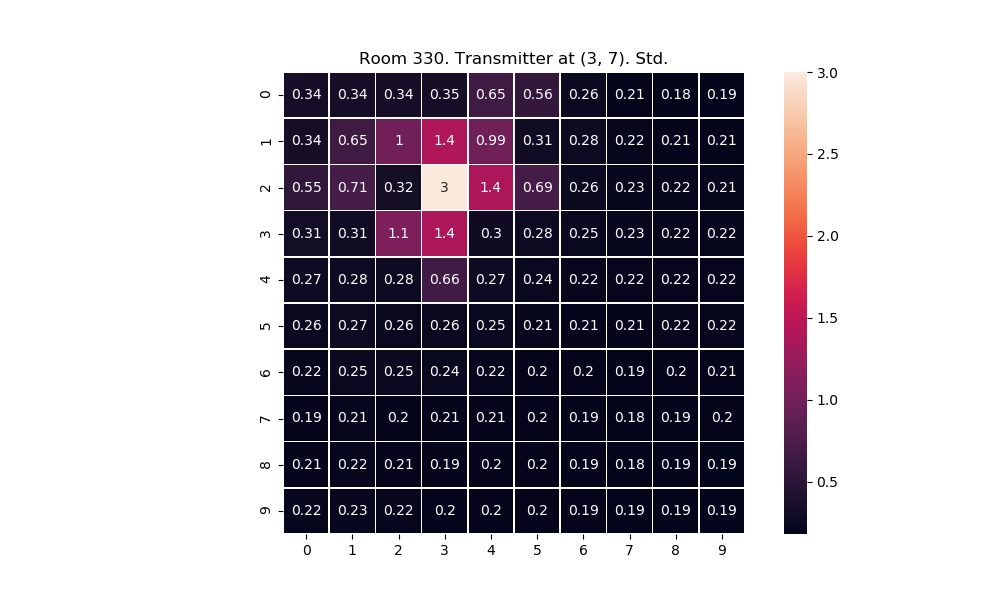 Room 330. Transmitter at (3, 7). Std.
0 0.34 0.34 0.34 0.35 0.65 0.56 0.26 0.21 0.18 0.19
1 0.34 0.65 1 1.4 0.99 0.31 0.28 0.22 0.21 0.21
2 0.55 0.71 0.32 3 1.4 0.69 0.26 0.23 0.22 0.21
3 0.31 0.31 1.1 1.4 0.3 0.28 0.25 0.23 0.22 0.22
4 0.27 0.28 0.28 0.66 0.27 0.24 0.22 0.22 0.22 0.22
5 0.26 0.27 0.26 0.26 0.25 0.21 0.21 0.21 0.22 0.22
6 0.22 0.25 0.25 0.24 0.22 0.2 0.2 0.19 0.2 0.21
7 0.19 0.21 0.2 0.21 0.21 0.2 0.19 0.18 0.19 0.2
8 0.21 0.22 0.21 0.19 0.2 0.2 0.19 0.18 0.19 0.19
9 0.22 0.23 0.22 0.2 0.2 0.2 0.19 0.19 0.19 0.19
0 1 2 3 4 5 6 7 8 9
3.0
2.5
2.0
1.5
1.0
0.5